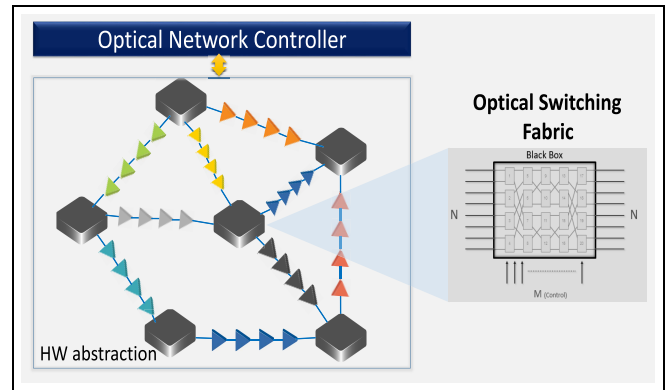 Optical Network Controller
Optical Switching
Fabric
Black Box
N
N
M (Control)
HW abstraction